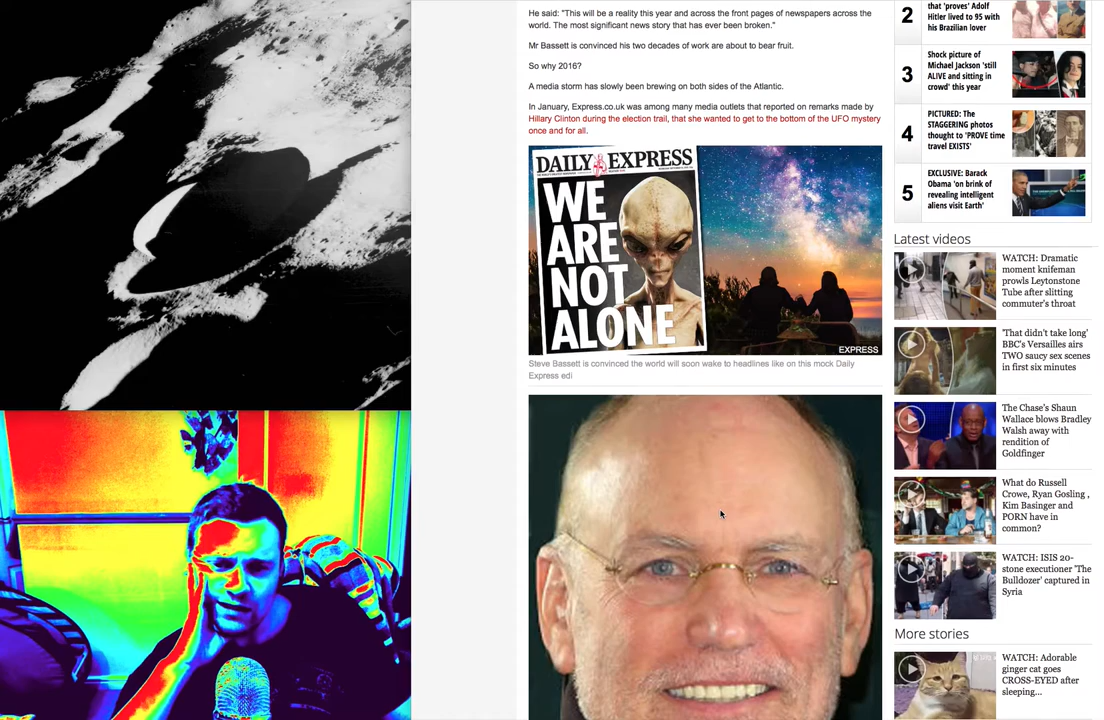 He said: "This will be a reality this year and across the front pages of newspapers across the
world. The most significant news story that has ever been broken."
Mr Bassett is convinced his two decades of work are about to bear fruit.
So why 2016?
A media storm has slowly been brewing on both sides of the Atlantic.
In January, Express.co.uk was among many media outlets that reported on remarks made by
Hillary Clinton during the election trail, that she wanted to get to the bottom of the UFO mystery
once and for all.
DAILY EXPRESS
WE
ARE
NOT
ALONE
EXPRESS
Steve Bassett is convinced the world will soon wake to headlines like on this mock Daily
Express edi
2
that 'proves' Adolf
Hitler lived to 95 with
his Brazilian lover
3
Shock picture of
Michael Jackson 'still
ALIVE and sitting in
crowd' this year
4
PICTURED: The
STAGGERING photos
thought to 'PROVE time
travel EXISTS'
5
EXCLUSIVE: Barack
Obama 'on brink of
revealing intelligent
aliens visit Earth'
Latest videos
WATCH: Dramatic
moment knifeman
prowls Leytonstone
Tube after slitting
commuter's throat
'That didn't take long'
BBC's Versailles airs
TWO saucy sex scenes
in first six minutes
The Chase's Shaun
Wallace blows Bradley
Walsh away with
rendition of
Goldfinger
What do Russell
Crowe, Ryan Gosling ,
Kim Basinger and
PORN have in
common?
WATCH: ISIS 20-
stone executioner 'The
Bulldozer' captured in
Syria
More stories
WATCH: Adorable
ginger cat goes
CROSS-EYED after
sleeping...